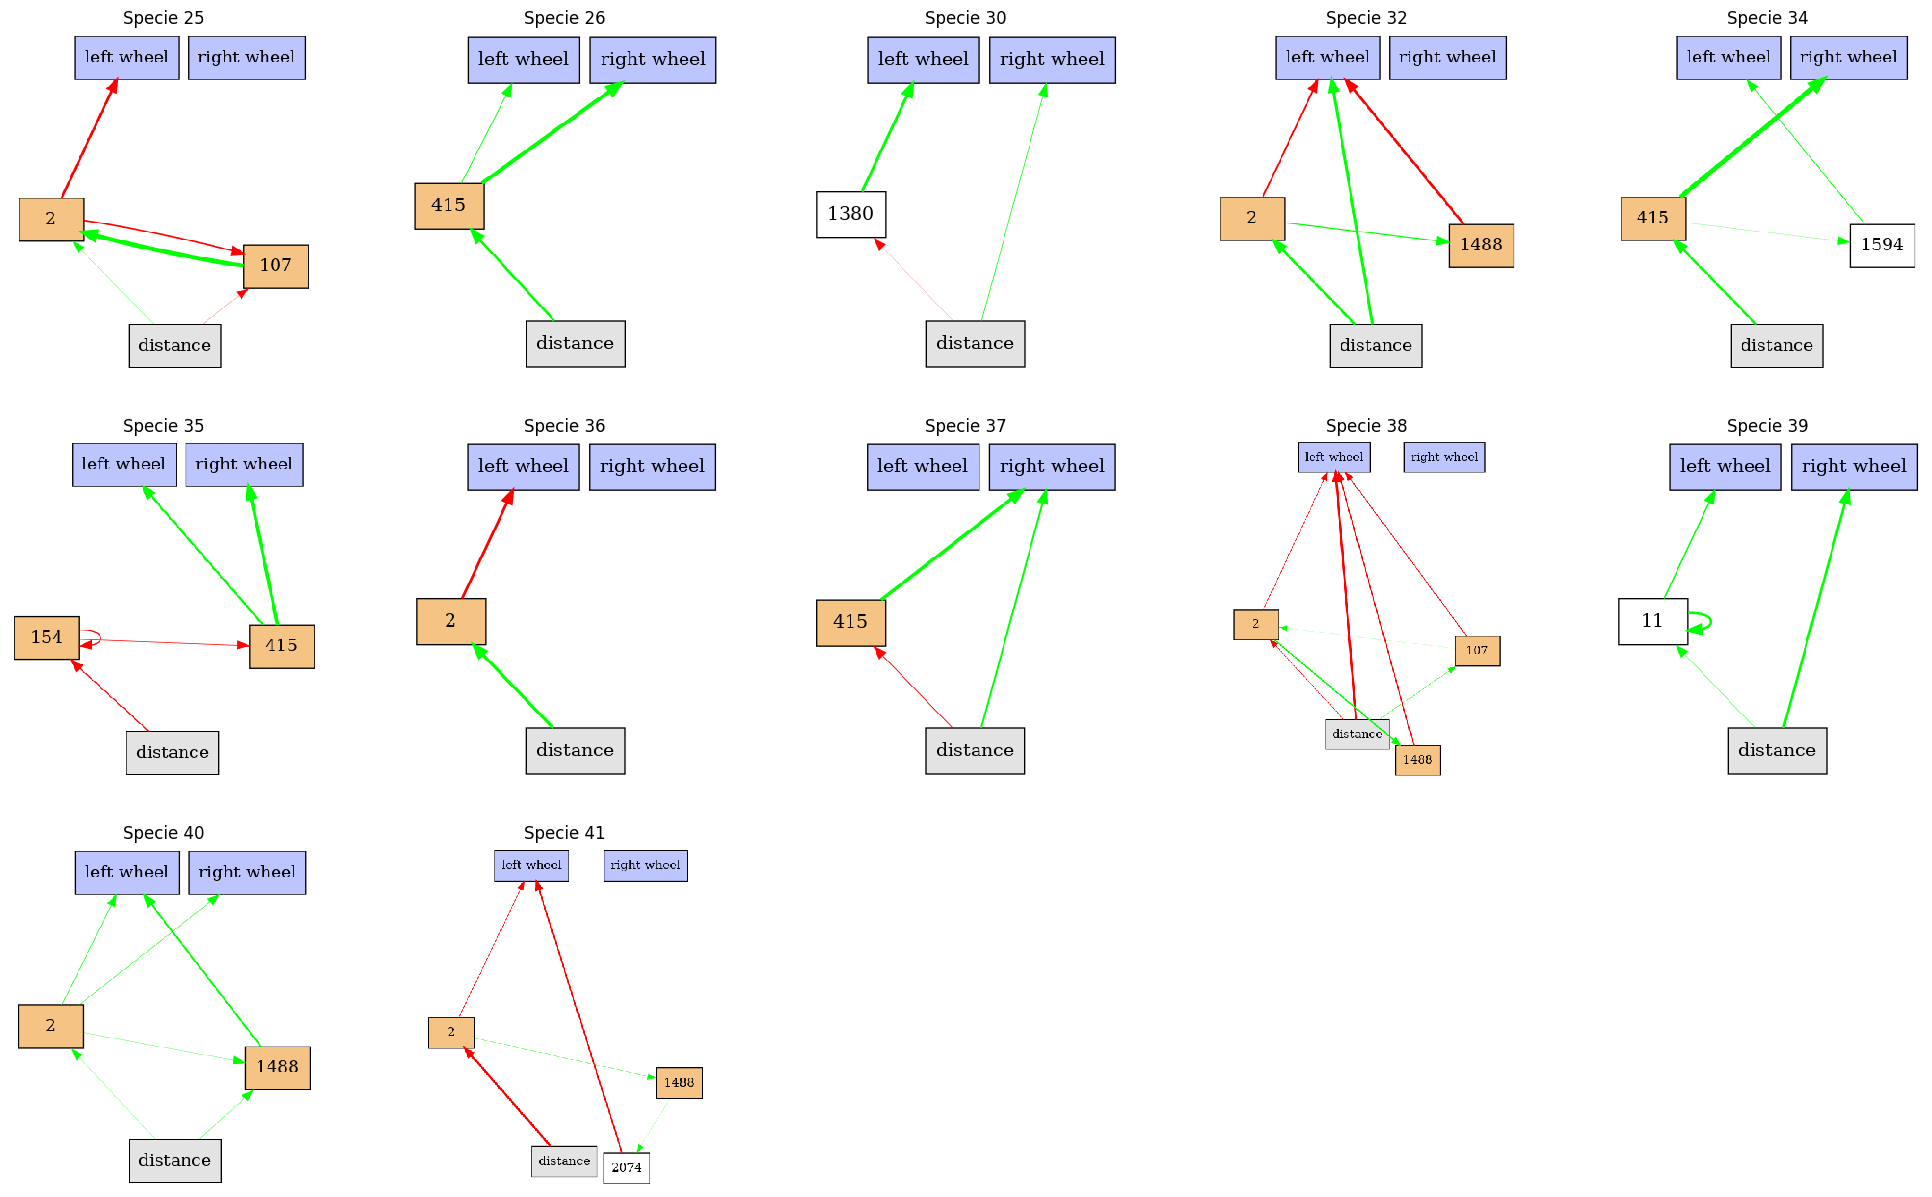 Specie 25
left wheel
right wheel
2
107
distance
Specie 26
left wheel
right wheel
415
distance
Specie 30
left wheel
right wheel
1380
distance
Specie 32
left wheel
right wheel
2
1488
distance
Specie 34
left wheel
right wheel
415
1594
distance
Specie 35
left wheel
right wheel
154
415
distance
Specie 36
left wheel
right wheel
2
distance
Specie 37
left wheel
right wheel
415
distance
Specie 38
left wheel
right wheel
2
107
distance
1488
Specie 39
left wheel
right wheel
11
distance
Specie 40
left wheel
right wheel
2
1488
distance
Specie 41
left wheel
right wheel
2
1488
distance
2074